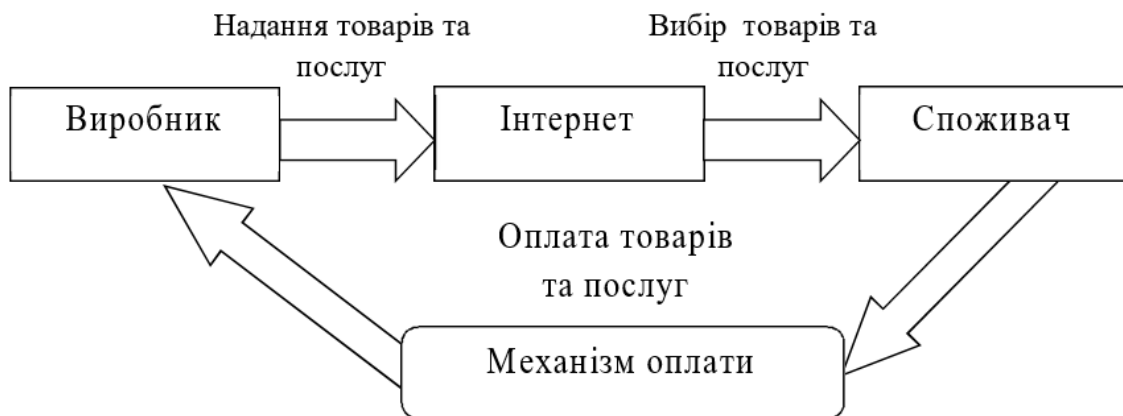 Надання товарів та
послуг
Вибір товарів та
послуг
Виробник
Інтернет
Споживач
Оплата товарів
та послуг
Механізм оплати